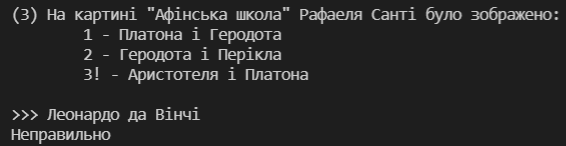 (3) На картині "Афінська школа" Рафаеля Санті було зображено:
1 - Платона і Геродота
2 - Геродота і Перікла
3! - Аристотеля і Платона
>>> Леонардо да Вінчі
Неправильно